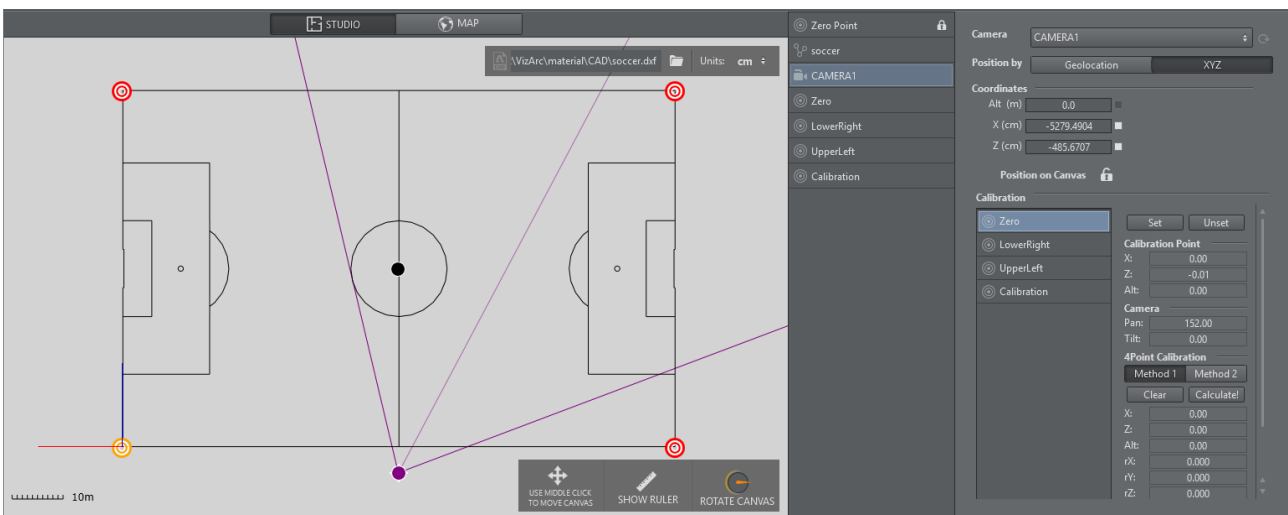 STUDIO
MAP
\VizArc\material\CAD\soccer.dxf
Units: cm
10m
USE MIDDLE CLICK
TO MOVE CANVAS
SHOW RULER
ROTATE CANVAS
Zero Point
soccer
CAMERA1
Zero
LowerRight
UpperLeft
Calibration
Camera CAMERA1
Position by Geolocation XYZ
Coordinates
Alt (m) 0.0
X (cm) -5279.4904
Z (cm) -485.6707
Position on Canvas
Calibration
Zero
LowerRight
UpperLeft
Calibration
Set Unset
Calibration Point
X: 0.00
Z: -0.01
Alt: 0.00
Camera
Pan: 152.00
Tilt: 0.00
4Point Calibration
Method 1 Method 2
Clear Calculate!
X: 0.00
Z: 0.00
Alt: 0.00
rX: 0.000
rY: 0.000
rZ: 0.000